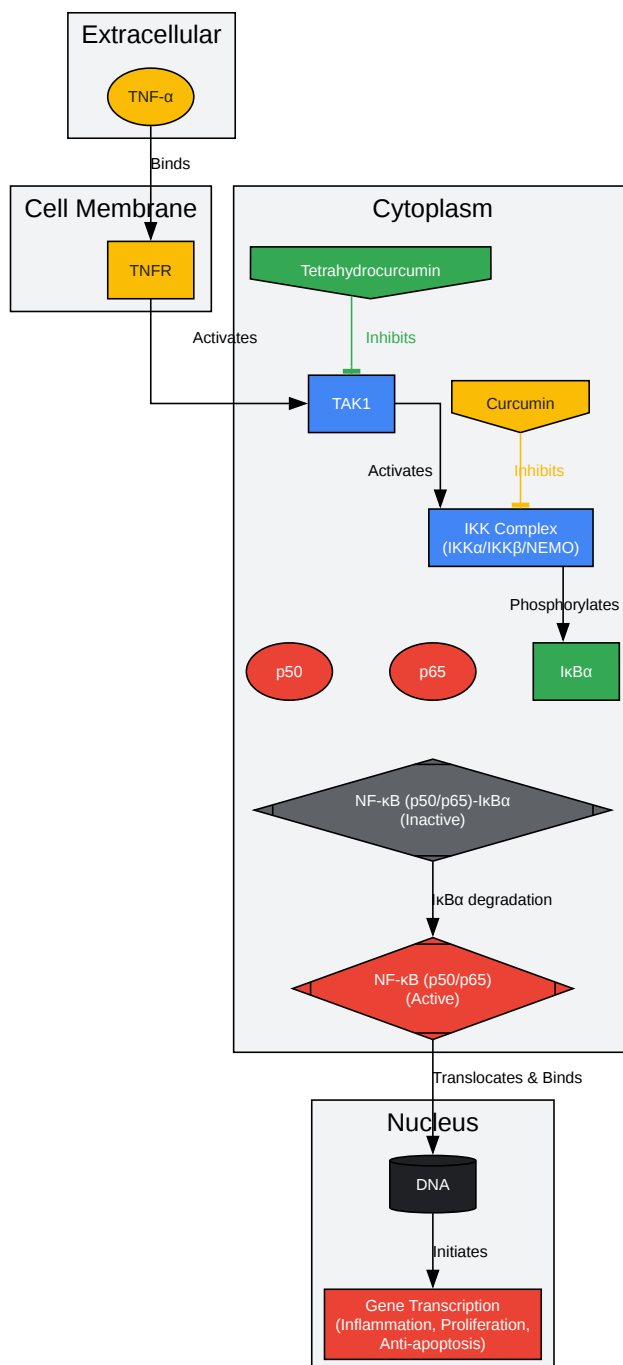 Extracellular
TNF-α
Binds
Cell Membrane
TNFR
Cytoplasm
Tetrahydrocurcumin
Activates
Inhibits
TAK1
Curcumin
Activates
Inhibits
IKK Complex
(IKKα/IKKβ/NEMO)
Phosphorylates
p50
p65
IκBα
NF-κB (p50/p65)-IκBα
(Inactive)
IκBα degradation
NF-κB (p50/p65)
(Active)
Translocates & Binds
Nucleus
DNA
Initiates
Gene Transcription
(Inflammation, Proliferation,
Anti-apoptosis)